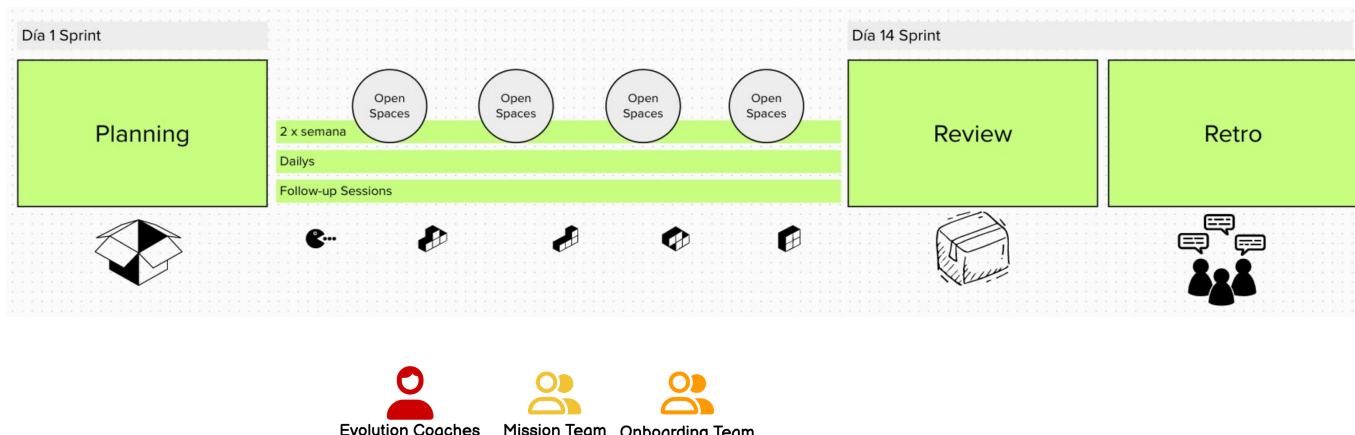 Día 1 Sprint
Día 14 Sprint
Planning
Open
Spaces
Open
Spaces
Open
Spaces
Open
Spaces
2 x semana
Dailys
Follow-up Sessions
Review
Retro
Evolution Coaches
Mission Team
Onboarding Team